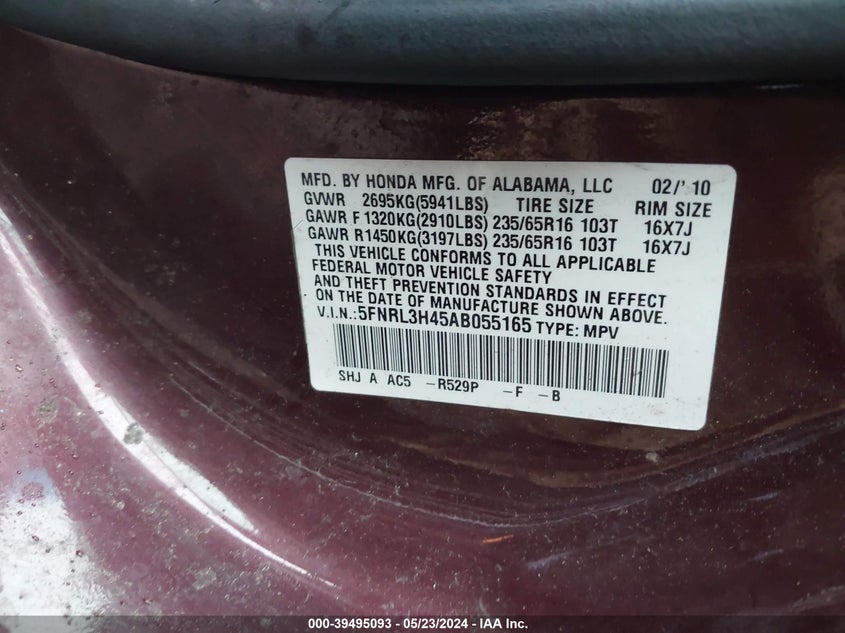 MFD. BY HONDA MFG. OF ALABAMA, LLC 02/'10
GVWR 2695KG(5941LBS) TIRE SIZE RIM SIZE
GAWR F 1320KG(2910LBS) 235/65R16 103T 16X7J
GAWR R1450KG(3197LBS) 235/65R16 103T 16X7J
THIS VEHICLE CONFORMS TO ALL APPLICABLE
FEDERAL MOTOR VEHICLE SAFETY
AND THEFT PREVENTION STANDARDS IN EFFECT
ON THE DATE OF MANUFACTURE SHOWN ABOVE.
V.I.N.:5FNRL3H45AB055165 TYPE: MPV
SHJ A AC5 -R529P -F -B
000-39495093 - 05/23/2024 - IAA Inc.